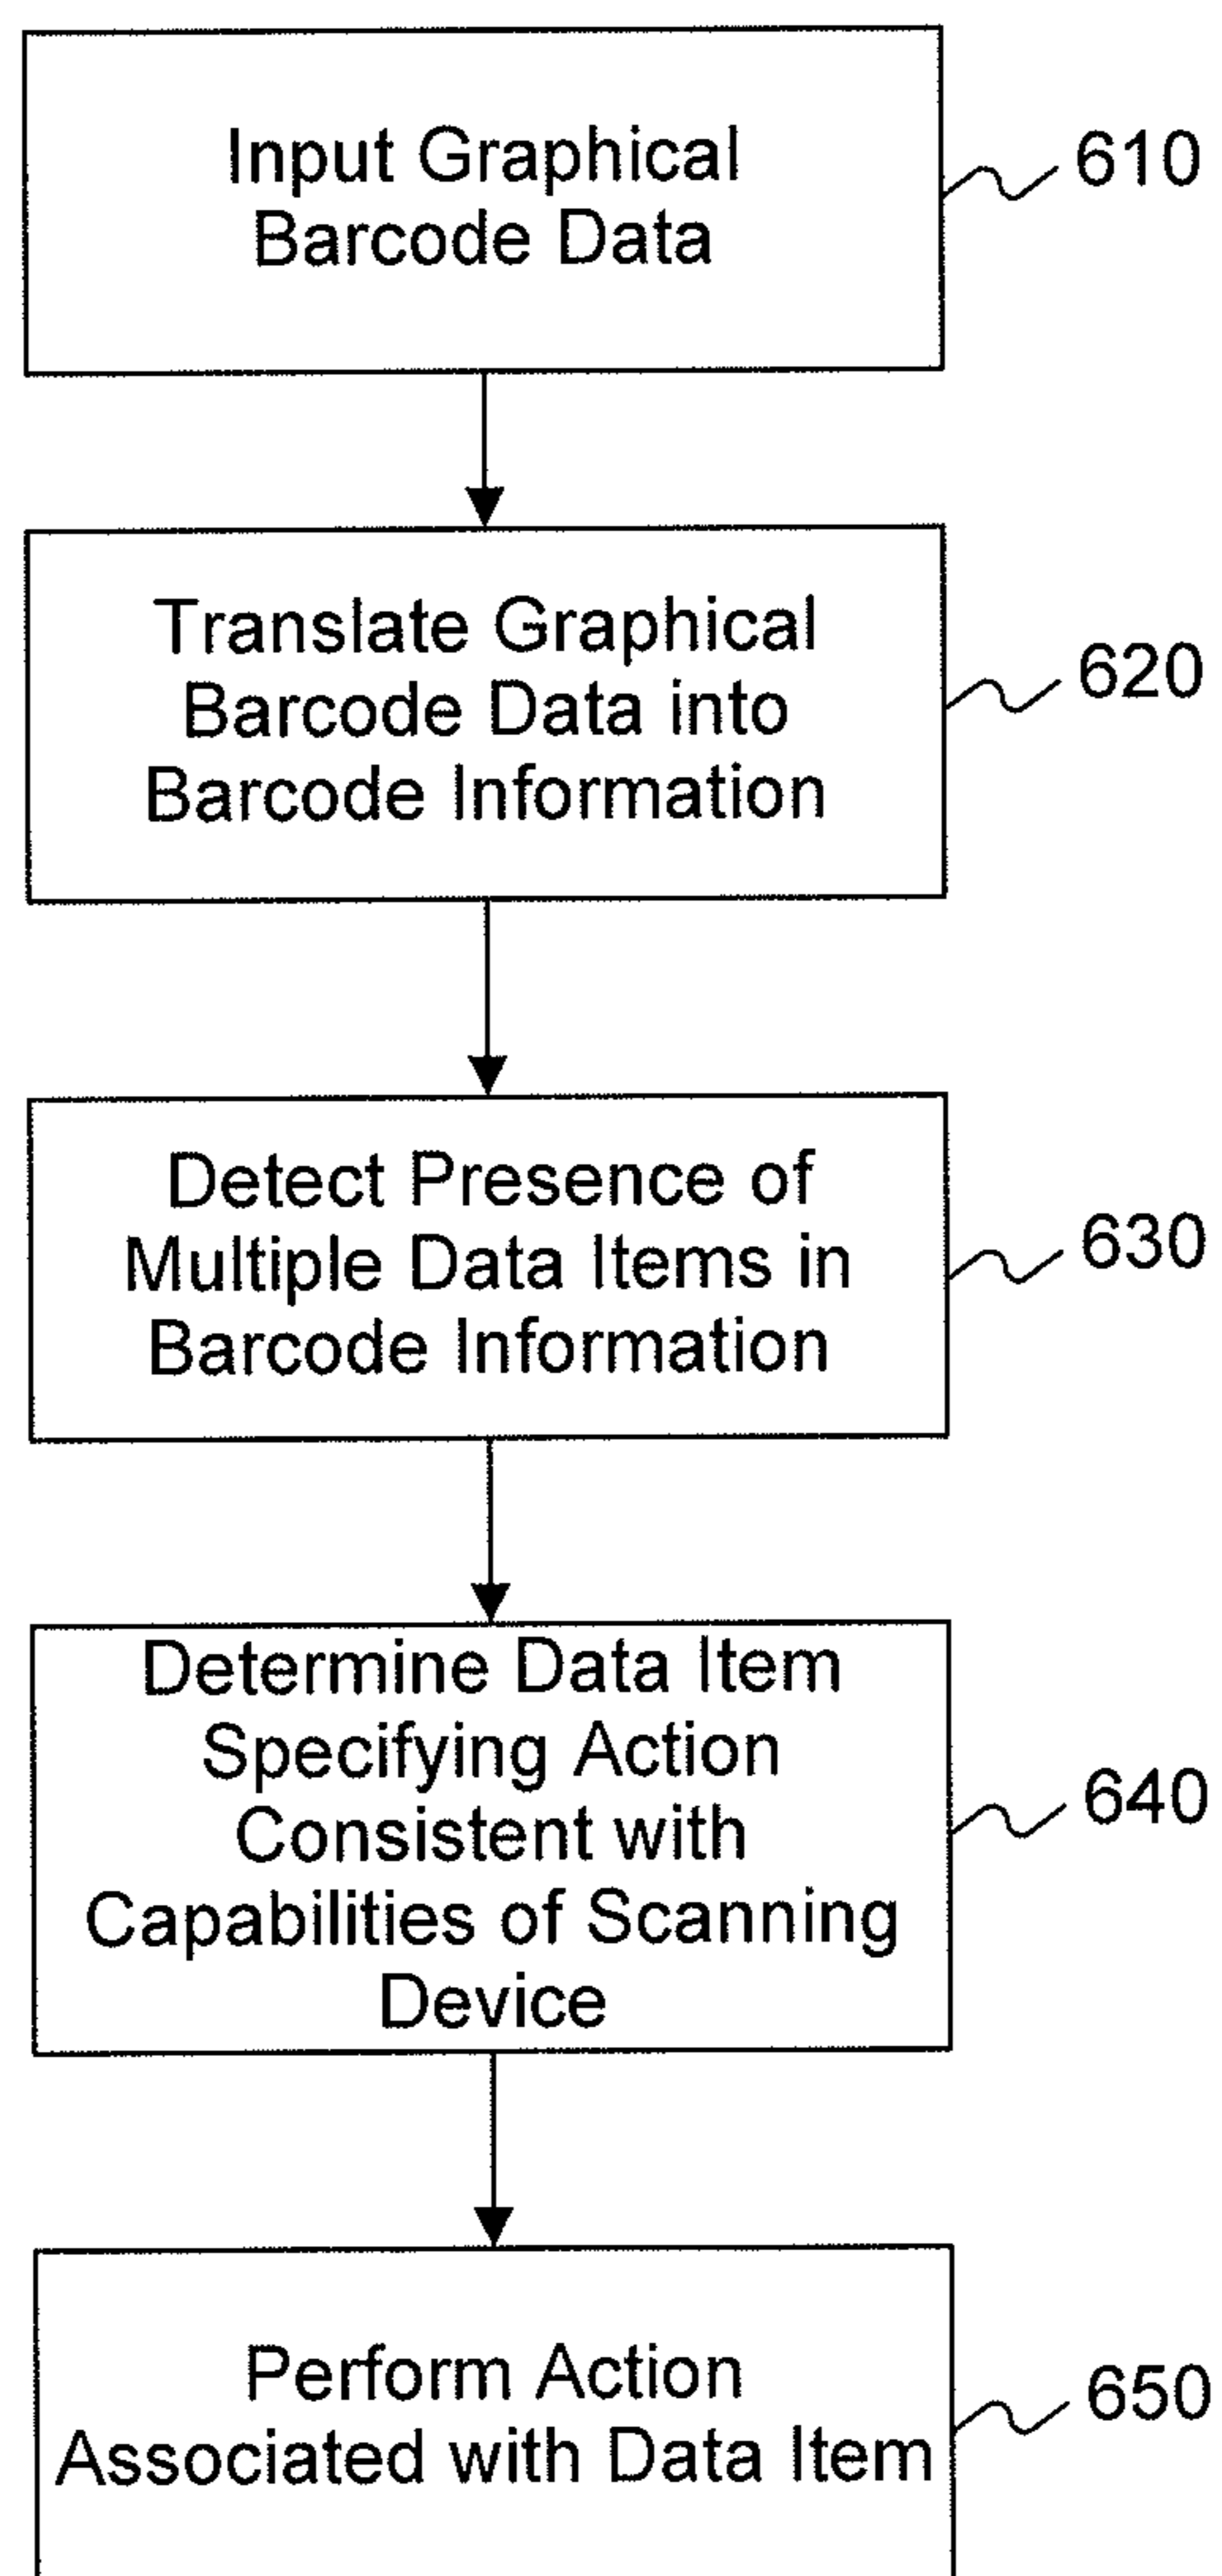 Input Graphical
Barcode Data
610
Translate Graphical
Barcode Data into
Barcode Information
620
Detect Presence of
Multiple Data Items in
Barcode Information
630
Determine Data Item
Specifying Action
Consistent with
Capabilities of Scanning
Device
640
Perform Action
Associated with Data Item
650